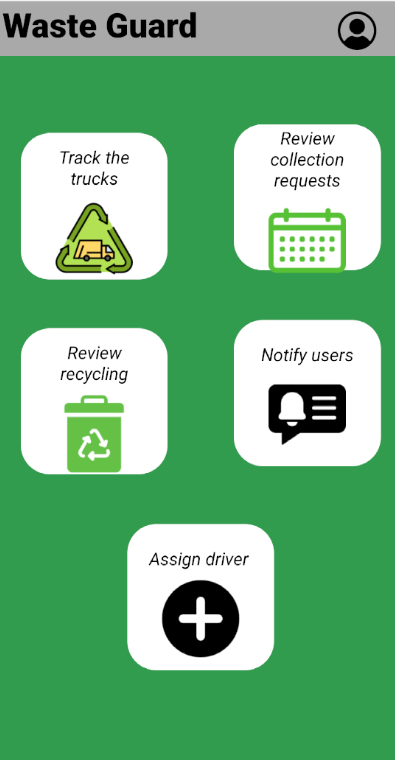 Waste Guard
Track the
trucks
Review
collection
requests
Review
recycling
Notify users
Assign driver